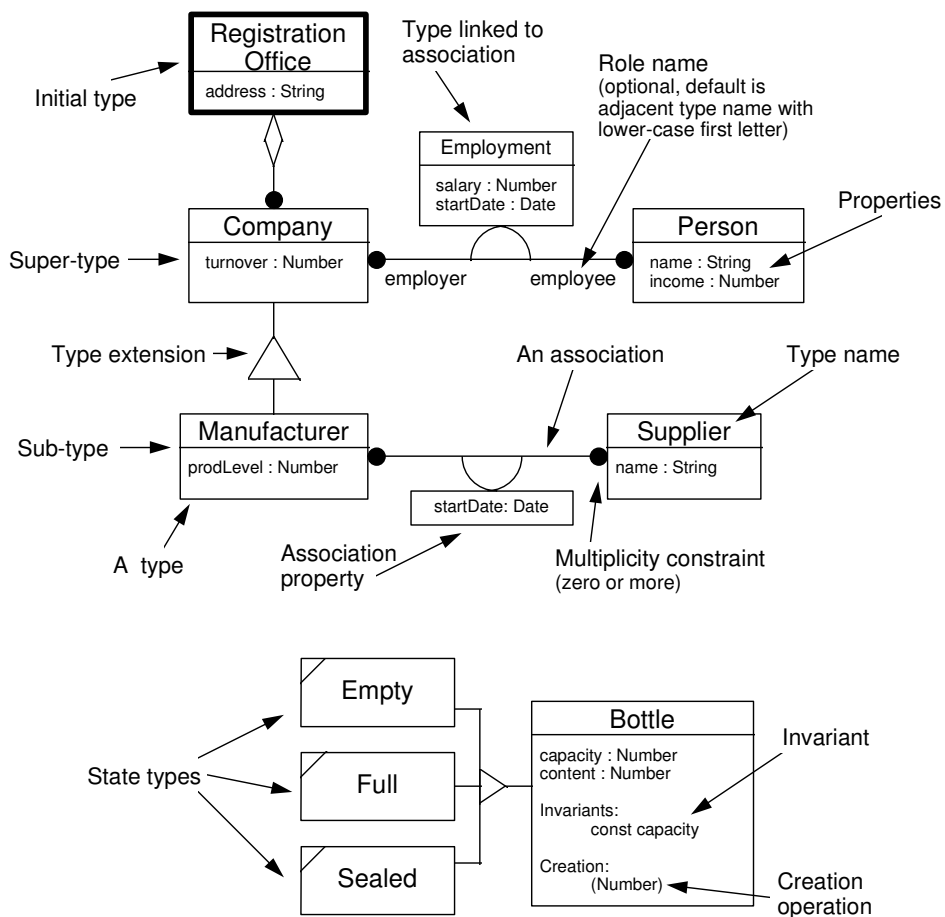 Registration
Office
address : String
Initial type
Type linked to
association
Role name
(optional, default is
adjacent type name with
lower-case first letter)
Employment
salary : Number
startDate : Date
Properties
Company
turnover : Number
Super-type
employer
employee
Person
name : String
income : Number
Type extension
An association
Type name
Manufacturer
prodLevel : Number
Sub-type
Supplier
name : String
startDate: Date
A type
Association
property
Multiplicity constraint
(zero or more)
Empty
Full
Sealed
State types
Bottle
capacity : Number
content : Number
Invariants:
const capacity
Creation:
(Number)
Invariant
Creation
operation